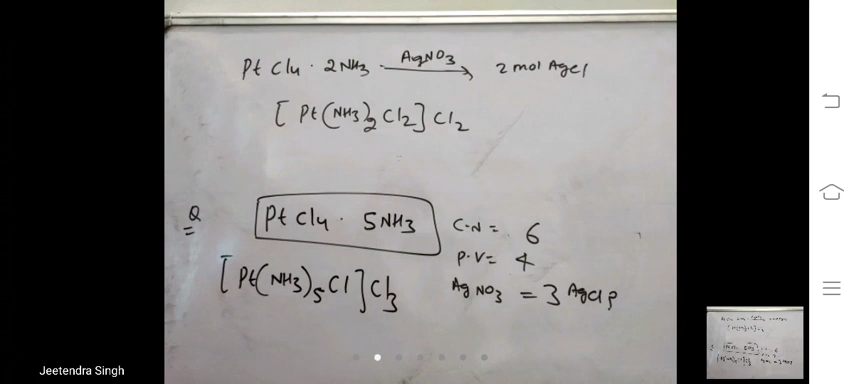 PtCl4 · 2NH3 AgNO3 → 2 mol AgCl
[Pt(NH3)2Cl2]Cl2
Q = PtCl4 · 5NH3
C·N = 6
P·V = 4
[Pt(NH3)5Cl]Cl3
AgNO3 = 3 AgCl ρ
Jeetendra Singh